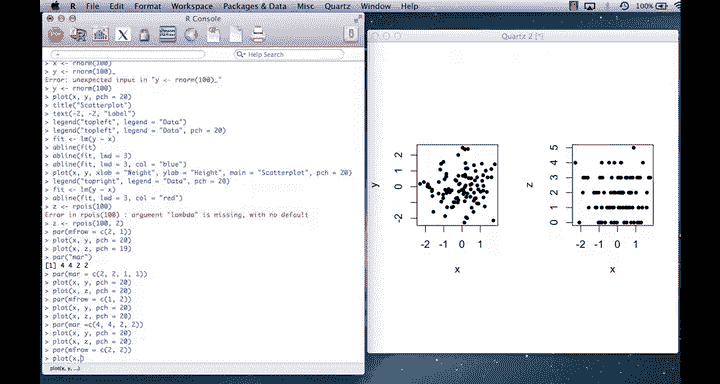 R File Edit Format Workspace Packages & Data Misc Quartz Window Help 100%
R Console
Help Search
> x <- rnorm(100)
> y <- rnorm(100)_
Error: unexpected input in "y <- rnorm(100)_"
> y <- rnorm(100)
> plot(x, y, pch = 20)
> title("Scatterplot")
> text(-2, -2, "Label")
> legend("topleft", legend = "Data")
> legend("topleft", legend = "Data", pch = 20)
> fit <- lm(y ~ x)
> abline(fit)
> abline(fit, lwd = 3)
> abline(fit, lwd = 3, col = "blue")
> plot(x, y, xlab = "Weight", ylab = "Height", main = "Scatterplot", pch = 20)
> legend("topright", legend = "Data", pch = 20)
> fit <- lm(y ~ x)
> abline(fit, lwd = 3, col = "red")
> z <- rpois(100)
Error in rpois(100) : argument "lambda" is missing, with no default
> z <- rpois(100, 2)
> par(mfrow = c(2, 1))
> plot(x, y, pch = 20)
> plot(x, z, pch = 19)
> par("mar")
[1] 4 4 2 2
> par(mar = c(2, 2, 1, 1))
> plot(x, y, pch = 20)
> plot(x, z, pch = 20)
> par(mfrow = c(1, 2))
> plot(x, y, pch = 20)
> plot(x, z, pch = 20)
> par(mar =c(4, 4, 2, 2))
> plot(x, y, pch = 20)
> plot(x, z, pch = 20)
> par(mfrow = c(2, 2))
> plot(x,)
plot(x, y, ...)
Quartz 2 [*]
y
2
1
0
-1
-2
-2 -1 0 1
x
z
5
4
3
2
1
0
-2 -1 0 1
x